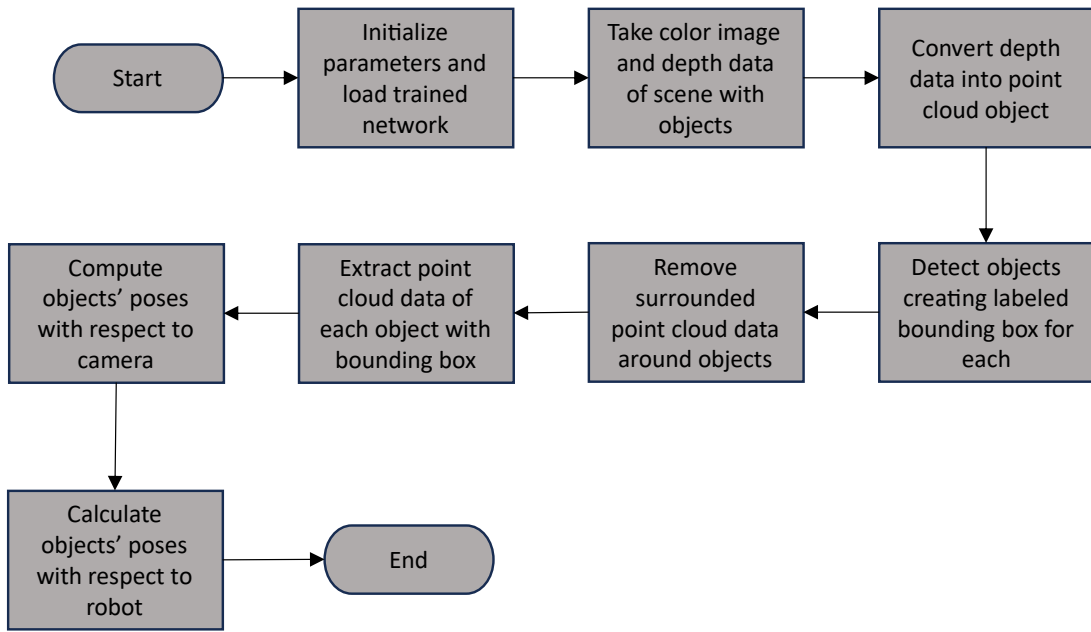 Start
Initialize
parameters and
load trained
network
Take color image
and depth data
of scene with
objects
Convert depth
data into point
cloud object
Detect objects
creating labeled
bounding box for
each
Remove
surrounded
point cloud data
around objects
Extract point
cloud data of
each object with
bounding box
Compute
objects’ poses
with respect to
camera
Calculate
objects’ poses
with respect to
robot
End